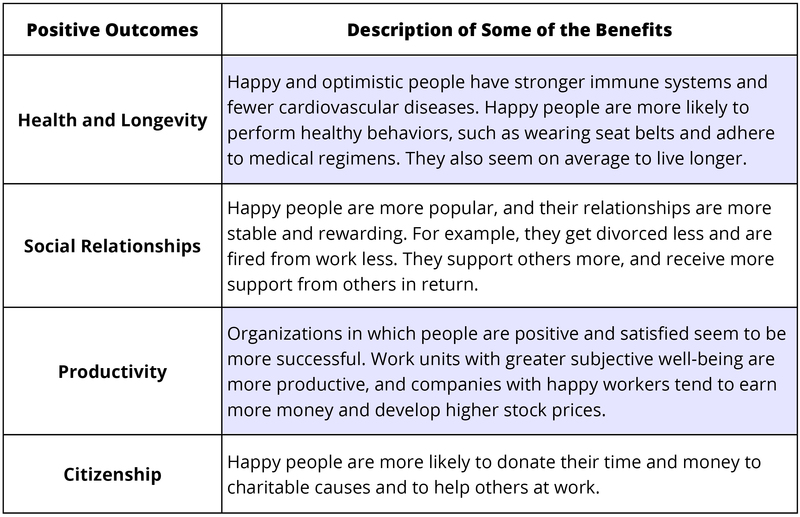 Positive Outcomes
Description of Some of the Benefits
Health and Longevity
Happy and optimistic people have stronger immune systems and
fewer cardiovascular diseases. Happy people are more likely to
perform healthy behaviors, such as wearing seat belts and adhere
to medical regimens. They also seem on average to live longer.
Social Relationships
Happy people are more popular, and their relationships are more
stable and rewarding. For example, they get divorced less and are
fired from work less. They support others more, and receive more
support from others in return.
Productivity
Organizations in which people are positive and satisfied seem to be
more successful. Work units with greater subjective well-being are
more productive, and companies with happy workers tend to earn
more money and develop higher stock prices.
Citizenship
Happy people are more likely to donate their time and money to
charitable causes and to help others at work.